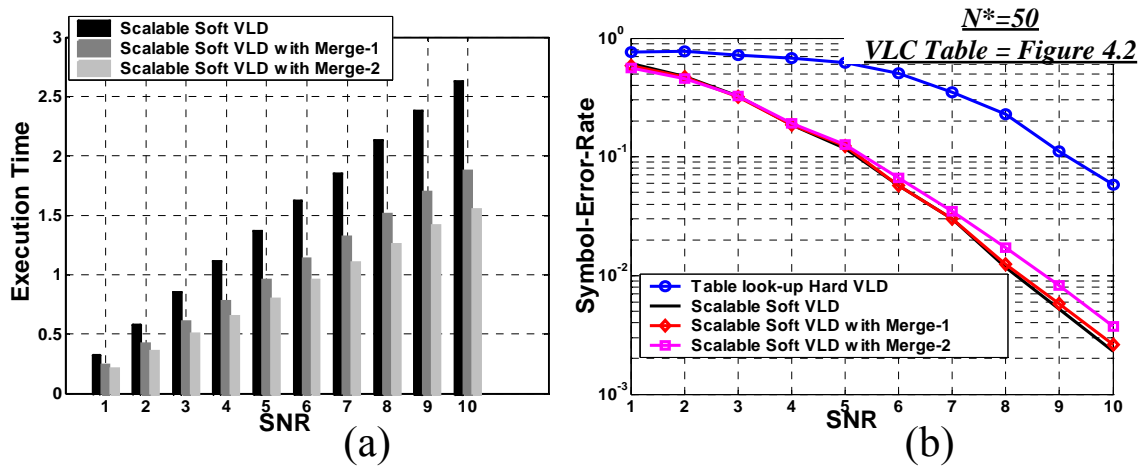 Scalable Soft VLD
Scalable Soft VLD with Merge-1
Scalable Soft VLD with Merge-2
3
2.5
2
1.5
1
0.5
0
Execution Time
1 2 3 4 5 6 7 8 9 10
SNR
(a)
N*=50
VLC Table = Figure 4.2
10^0
10^-1
10^-2
10^-3
Symbol-Error-Rate
Table look-up Hard VLD
Scalable Soft VLD
Scalable Soft VLD with Merge-1
Scalable Soft VLD with Merge-2
1 2 3 4 5 6 7 8 9 10
SNR
(b)